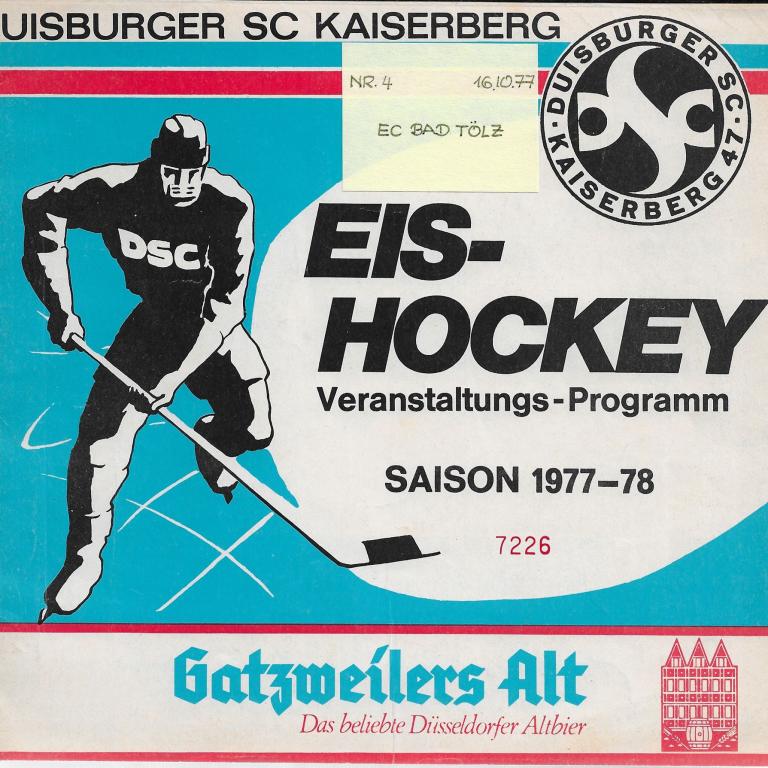 UISBURGER SC KAISERBERG
NR. 4 16.10.77
EC BAD TÖLZ
DUISBURGER SC.
KAISERBERG 47
DSC
DSC
EIS-
HOCKEY
Veranstaltungs-Programm
SAISON 1977-78
7226
Gatzweilers Alt
Das beliebte Düsseldorfer Altbier